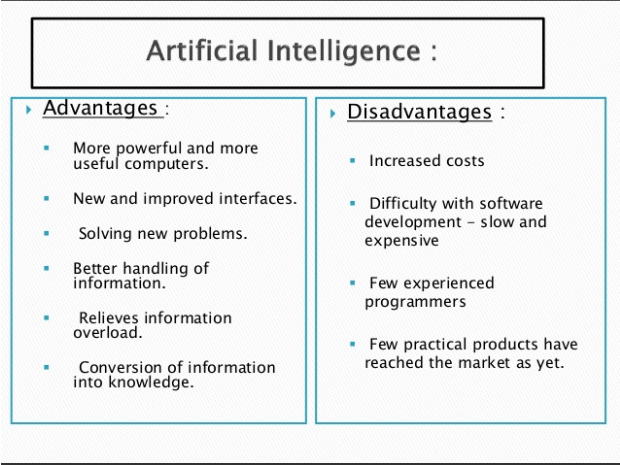 Artificial Intelligence :
Advantages :
More powerful and more
useful computers.
New and improved interfaces.
Solving new problems.
Better handling of
information.
Relieves information
overload.
Conversion of information
into knowledge.
Disadvantages :
Increased costs
Difficulty with software
development – slow and
expensive
Few experienced
programmers
Few practical products have
reached the market as yet.